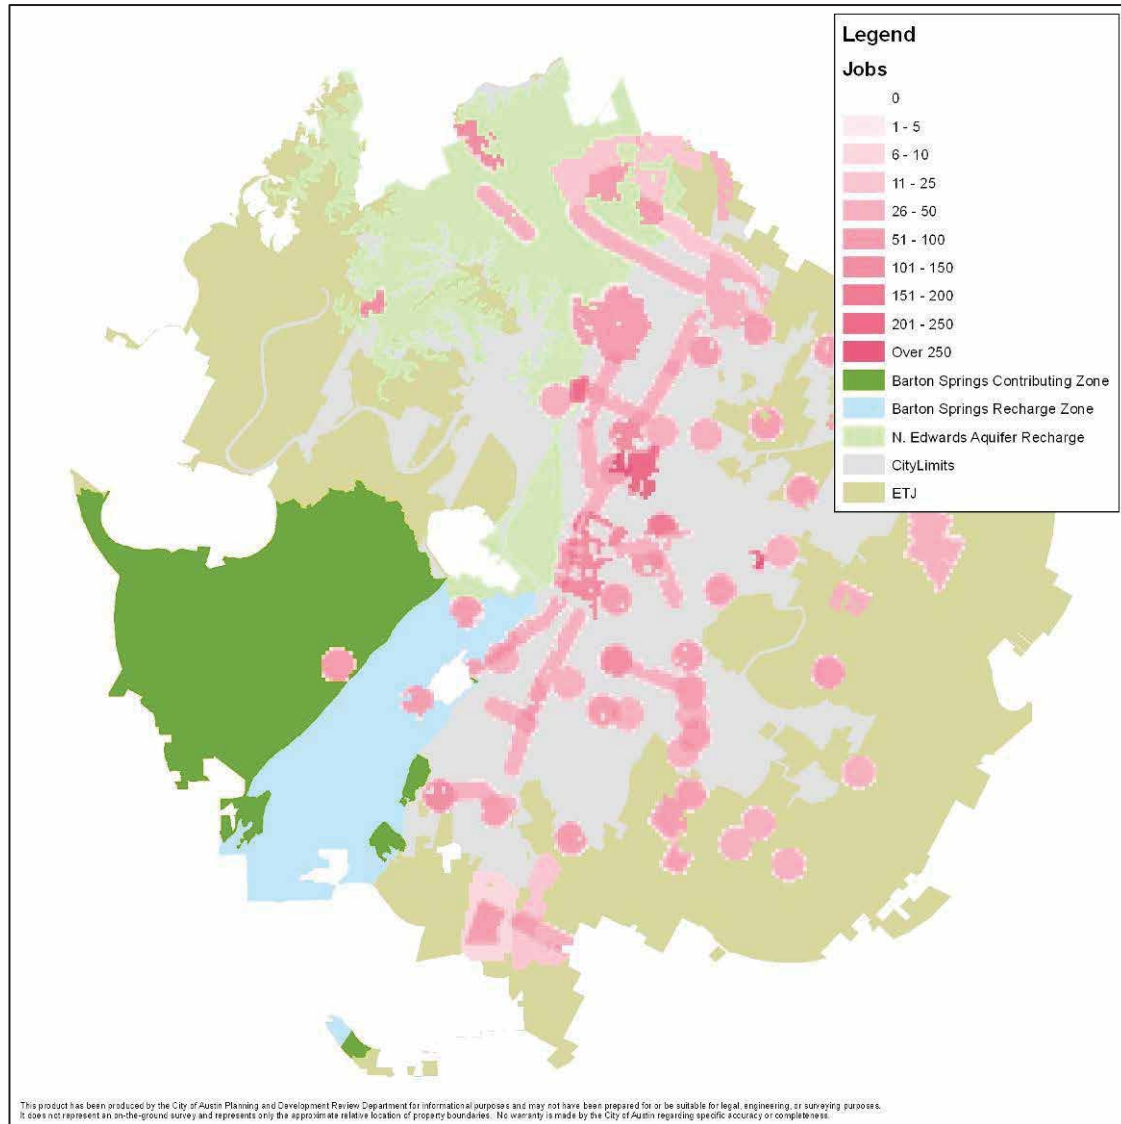 Legend
Jobs
0
1 - 5
6 - 10
11 - 25
26 - 50
51 - 100
101 - 150
151 - 200
201 - 250
Over 250
Barton Springs Contributing Zone
Barton Springs Recharge Zone
N. Edwards Aquifer Recharge
CityLimits
ETJ
This product has been produced by the City of Austin Planning and Development Review Department for informational purposes and may not have been prepared for or be suitable for legal, engineering, or surveying purposes.
It does not represent an on-the-ground survey and represents only the approximate relative location of property boundaries. No warranty is made by the City of Austin regarding specific accuracy or completeness.